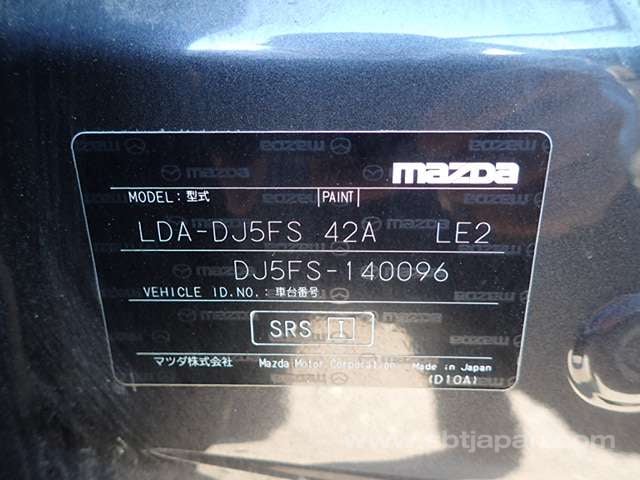 mazda
MODEL：型式 PAINT
LDA-DJ5FS 42A LE2
DJ5FS-140096
VEHICLE ID.NO.：車台番号
SRS I
マツダ株式会社 Mazda Motor Corporation Made in Japan
(D10A)
www.sbtjapan.com